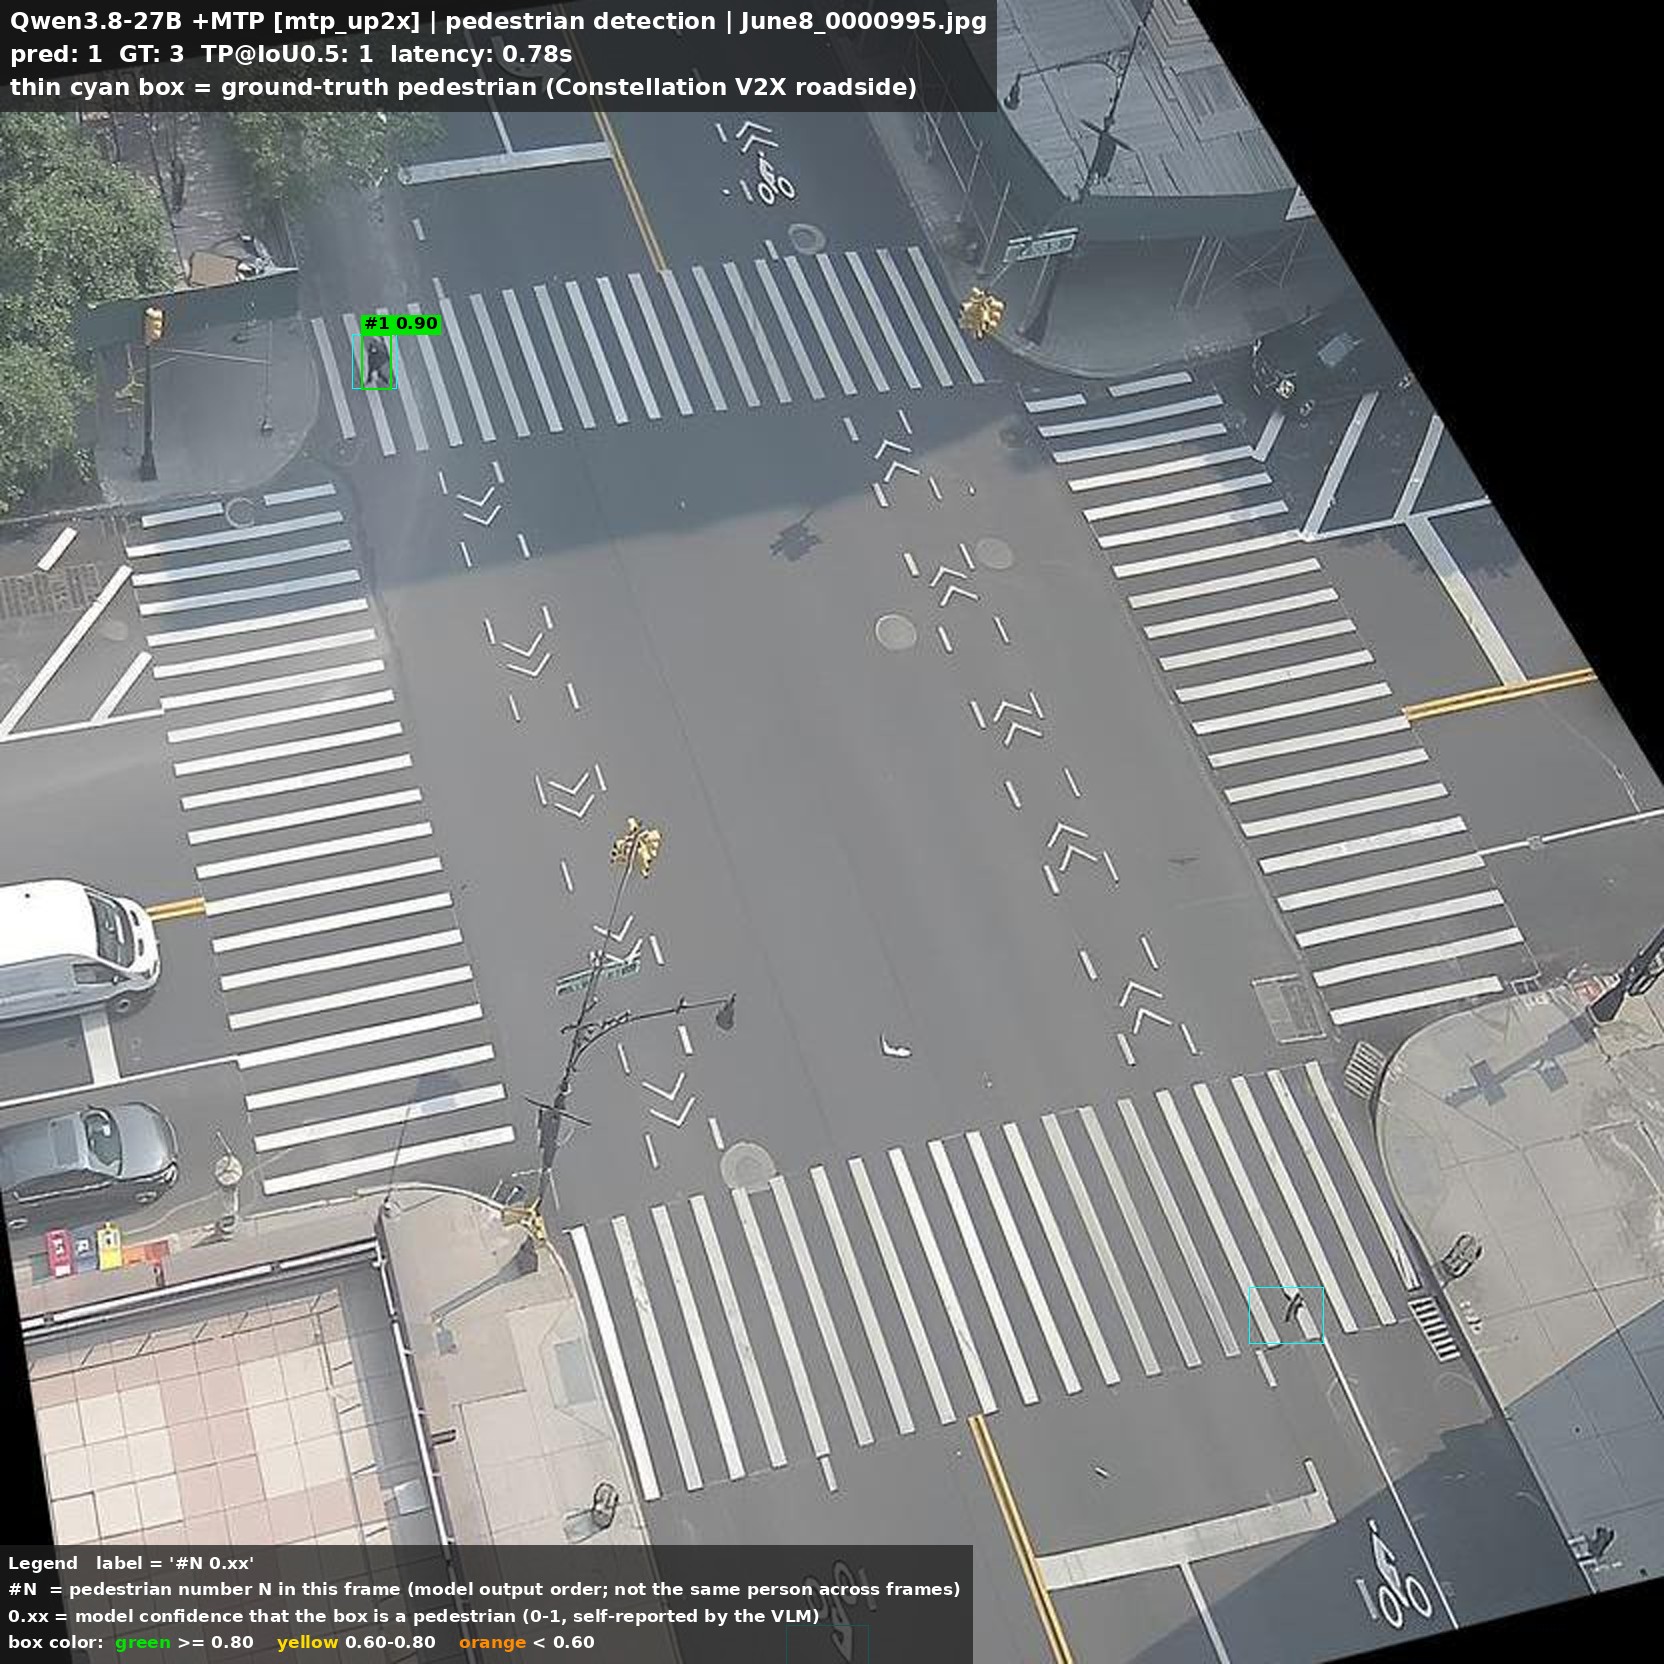 Qwen3.8-27B +MTP [mtp_up2x] | pedestrian detection | June8_0000995.jpg
pred: 1  GT: 3  TP@IoU0.5: 1  latency: 0.78s
thin cyan box = ground-truth pedestrian (Constellation V2X roadside)
#1 0.90
Legend   label = '#N 0.xx'
#N  = pedestrian number N in this frame (model output order; not the same person across frames)
0.xx = model confidence that the box is a pedestrian (0-1, self-reported by the VLM)
box color:  green >= 0.80    yellow 0.60-0.80    orange < 0.60